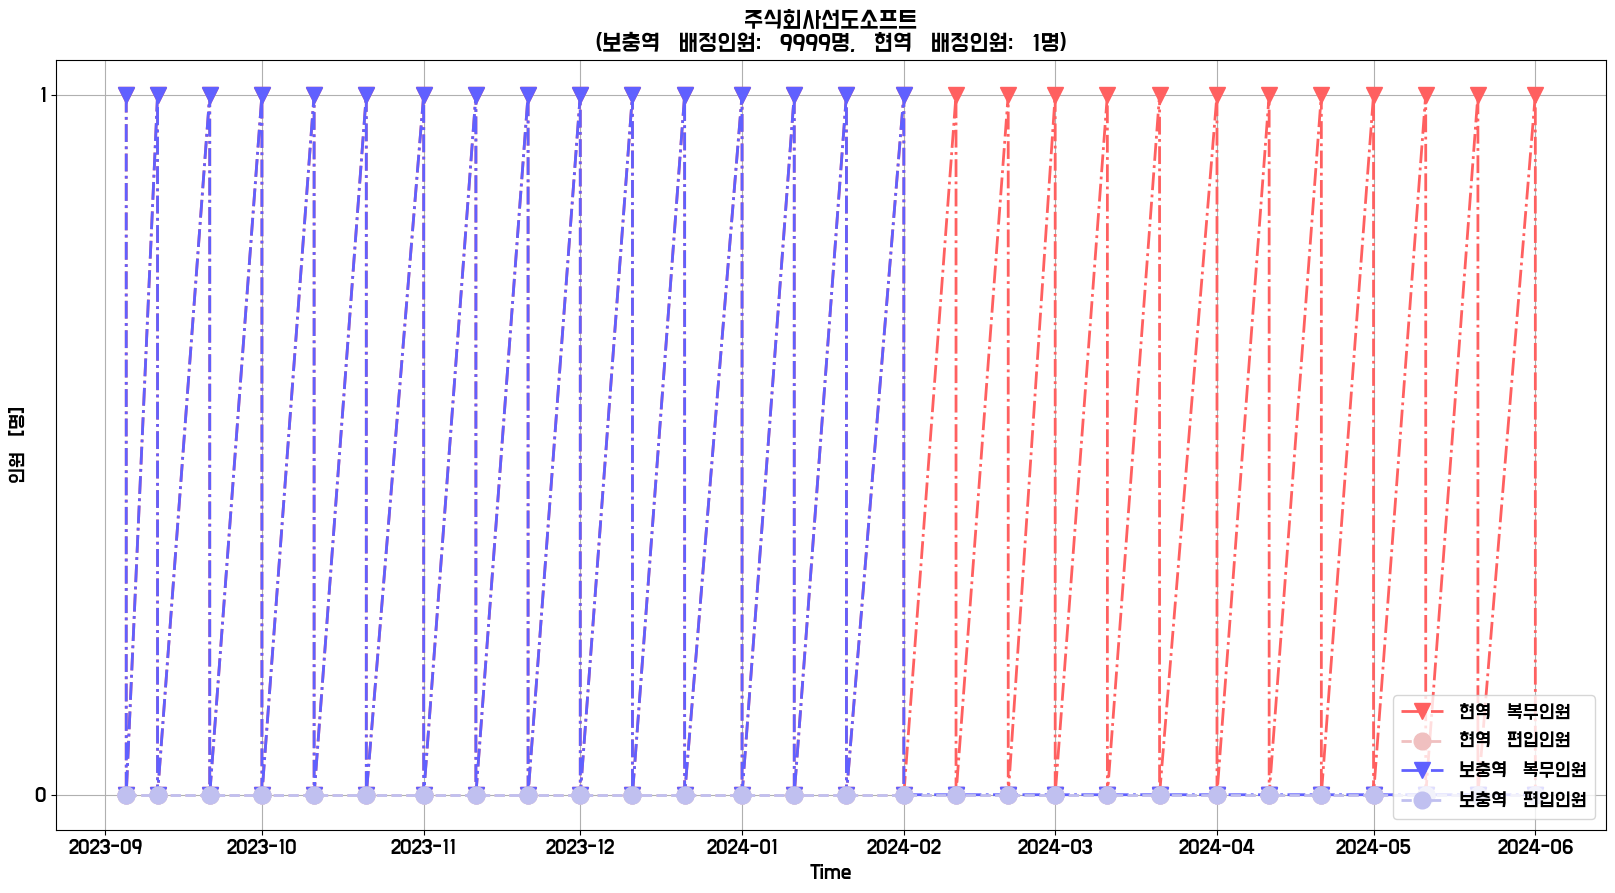 주식회사선도소프트
(보충역 배정인원: 9999명, 현역 배정인원: 1명)
인원 [명]
1
0
현역 복무인원
현역 편입인원
보충역 복무인원
보충역 편입인원
2023-09 2023-10 2023-11 2023-12 2024-01 2024-02 2024-03 2024-04 2024-05 2024-06
Time